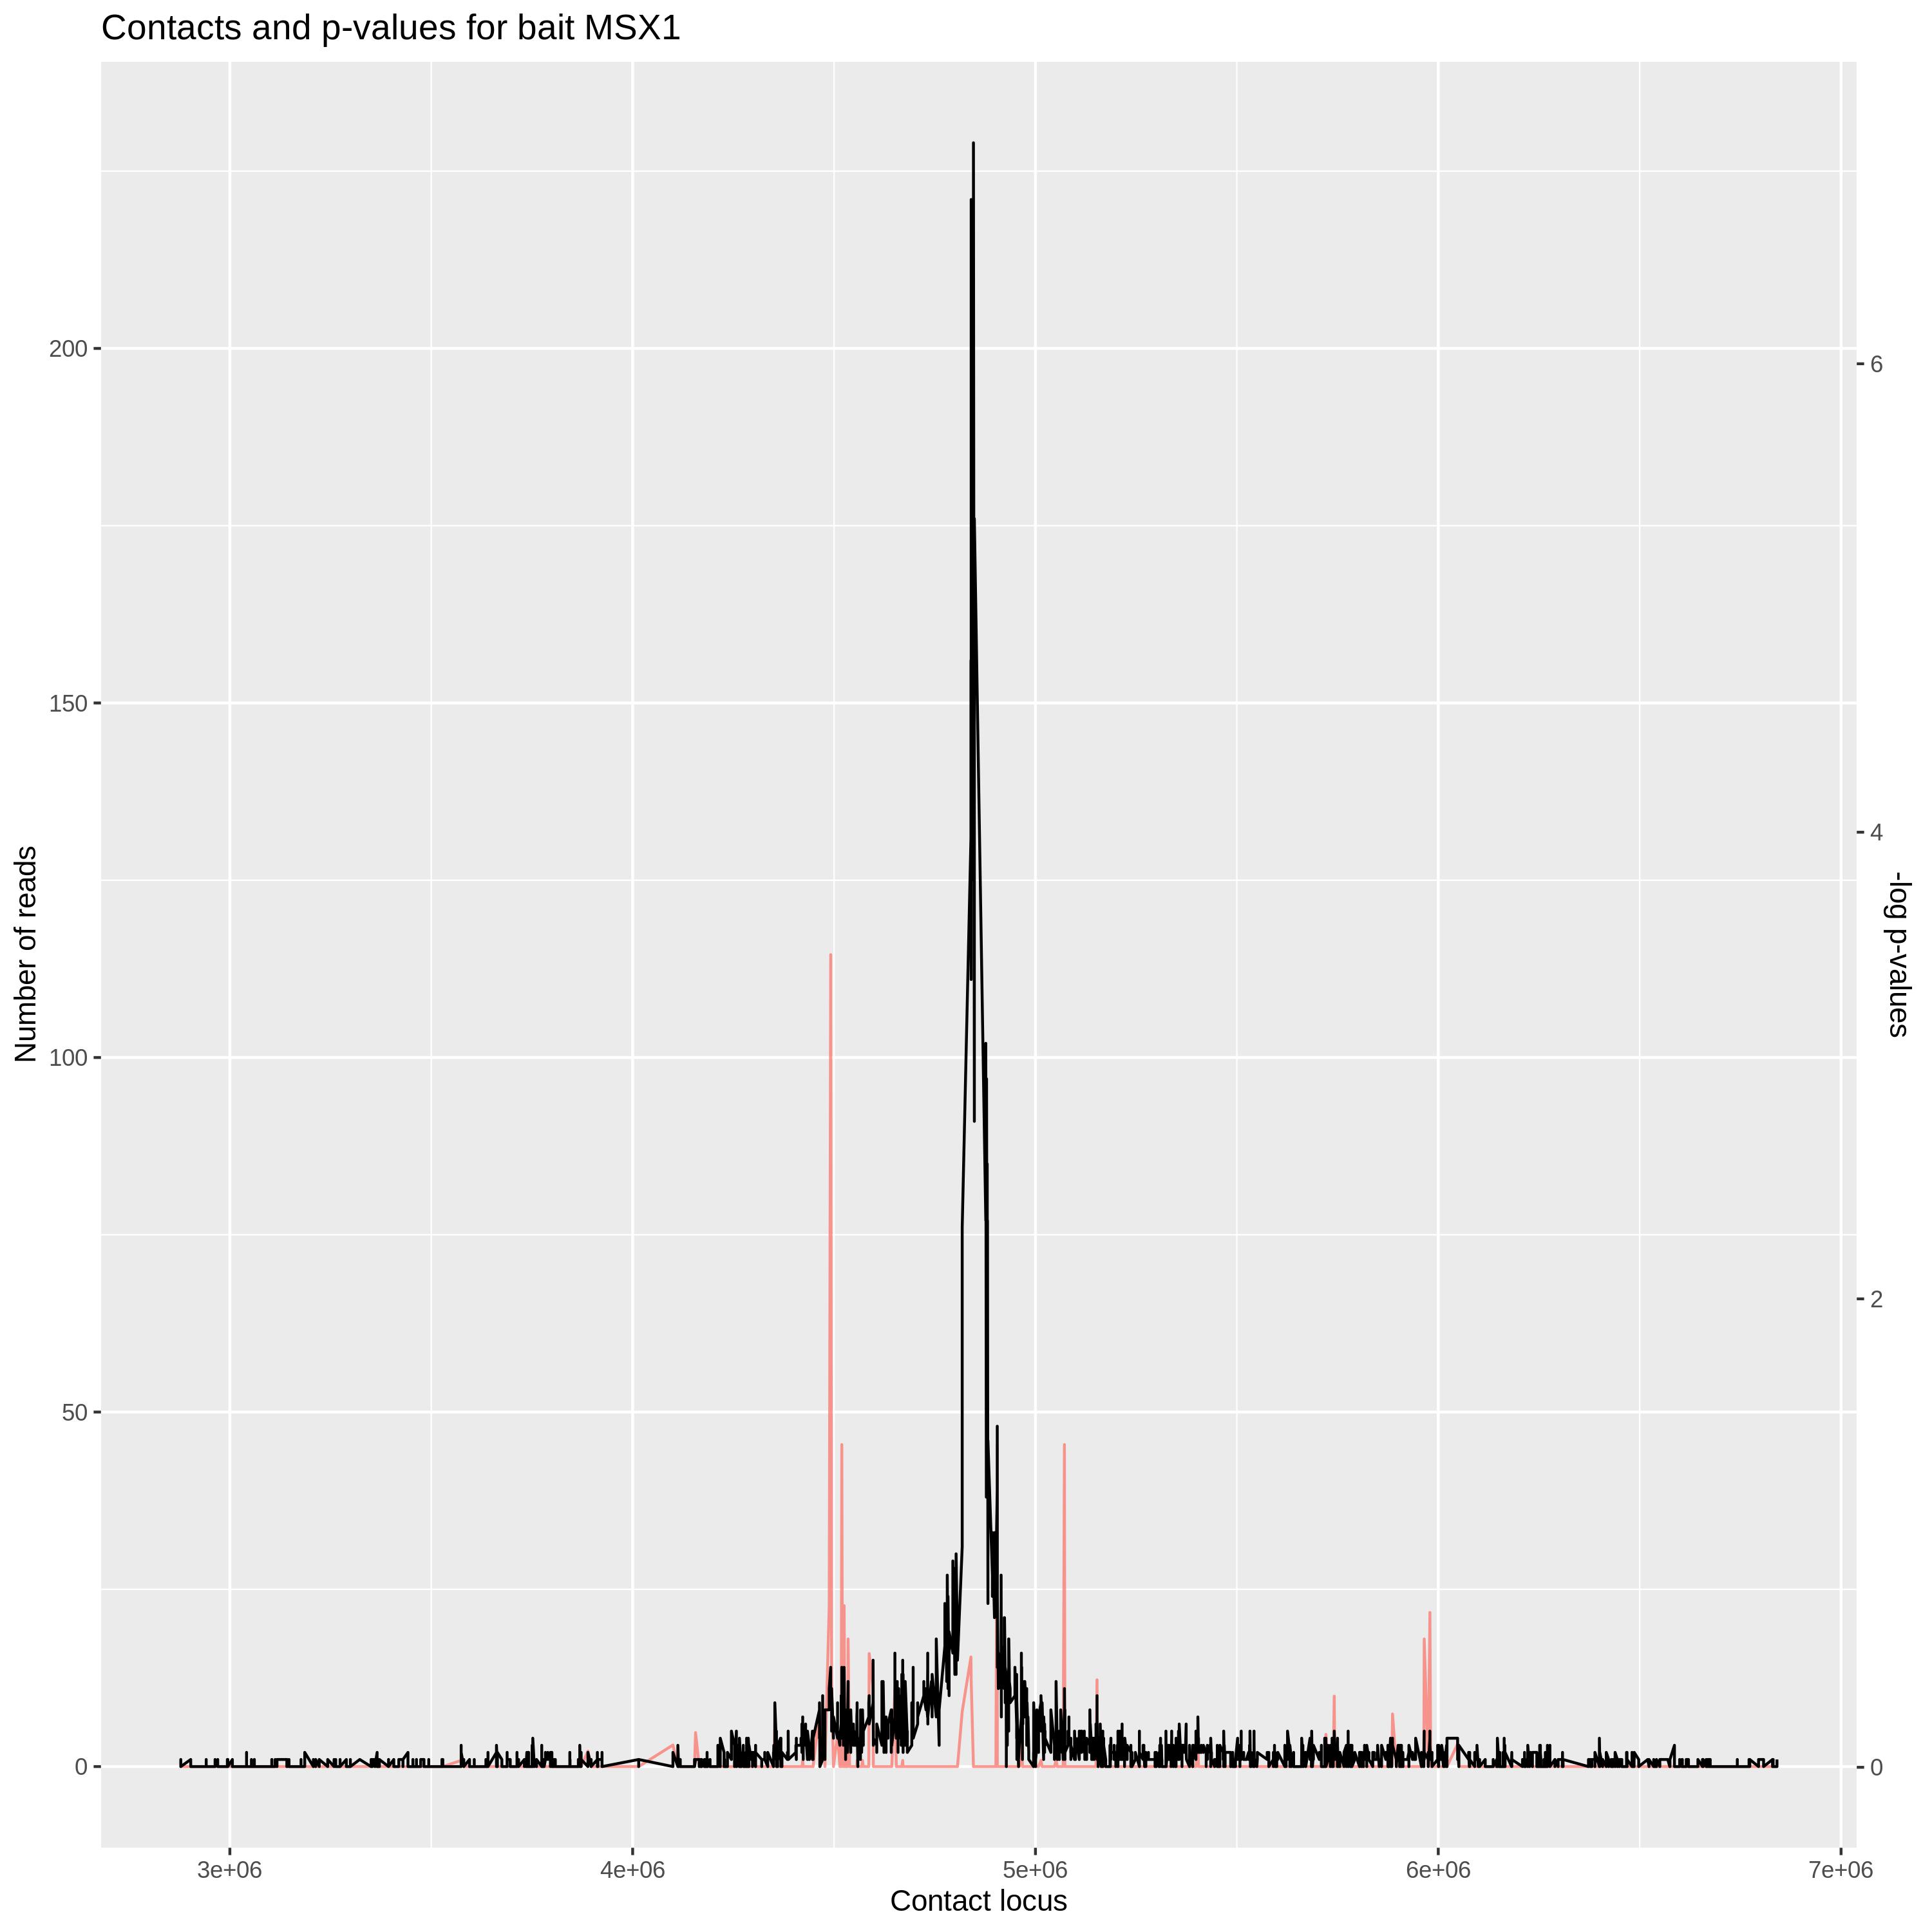 Contacts and p-values for bait MSX1
Number of reads
200
150
100
50
0
6
4
2
0
-log p-values
3e+06
4e+06
5e+06
6e+06
7e+06
Contact locus